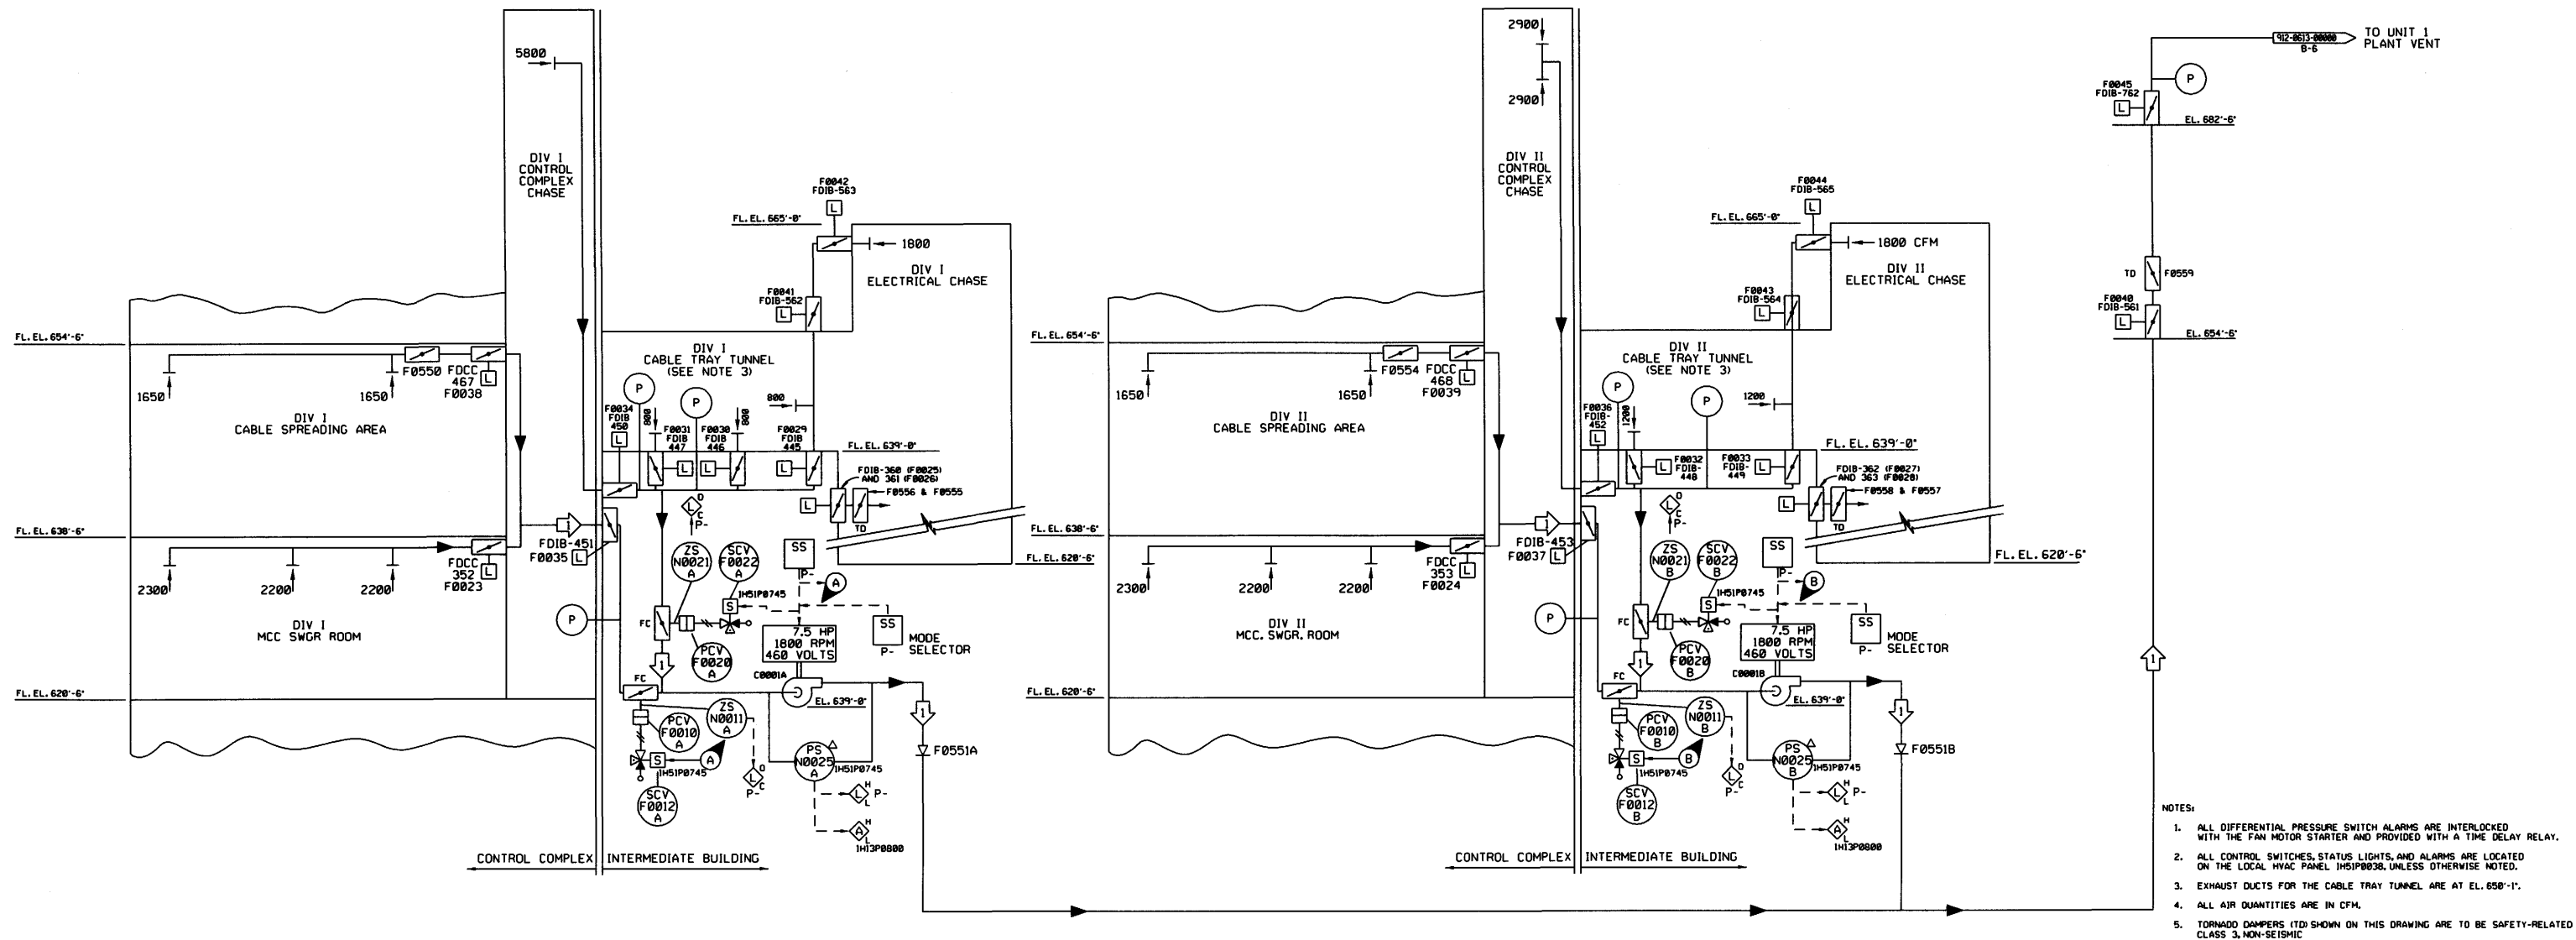 5800
DIV I
CONTROL
COMPLEX
CHASE
F0042
FDIB-563
L
FL. EL. 665'-0"
1800
DIV I
ELECTRICAL CHASE
F0041
FDIB-562
L
FL. EL. 654'-6"
DIV I
CABLE TRAY TUNNEL
(SEE NOTE 3)
1650
1650
F0550
FDCC
467
F0038
L
DIV I
CABLE SPREADING AREA
P
P
800
800
800
F0034
FDIB
450
L
F0031
FDIB
447
L
F0030
FDIB
446
L
F0029
FDIB
445
L
FL. EL. 639'-0"
FDIB-360 (F0025)
AND 361 (F0026)
F0556 & F0555
L
TD
FL. EL. 638'-6"
1
FDIB-451
F0035
L
2300
2200
2200
FDCC
352
F0023
L
DIV I
MCC SWGR ROOM
FL. EL. 620'-6"
L
D
C
P-
ZS
N0021
A
SCV
F0022
A
SS
P-
A
1H51P0745
S
FC
PCV
F0020
A
7.5 HP
1800 RPM
460 VOLTS
SS
P-
MODE
SELECTOR
FL. EL. 620'-6"
P
1
FC
C0001A
EL. 639'-0"
PCV
F0010
A
ZS
N0011
A
S
A
1H51P0745
SCV
F0012
A
L
D
C
P-
PS
N0025
A
1H51P0745
L
H
L
P-
A
H
L
1H13P0800
1
F0551A
CONTROL COMPLEX
INTERMEDIATE BUILDING
2900
2900
DIV II
CONTROL
COMPLEX
CHASE
F0044
FDIB-565
L
FL. EL. 665'-0"
1800 CFM
DIV II
ELECTRICAL CHASE
F0043
FDIB-564
L
FL. EL. 654'-6"
DIV II
CABLE TRAY TUNNEL
(SEE NOTE 3)
1650
1650
F0554
FDCC
468
F0039
L
DIV II
CABLE SPREADING AREA
P
P
1200
1200
F0036
FDIB-
452
L
F0032
FDIB-
448
L
F0033
FDIB-
449
L
FL. EL. 639'-0"
FDIB-362 (F0027)
AND 363 (F0028)
F0558 & F0557
L
TD
FL. EL. 638'-6"
1
FDIB-453
F0037
L
2300
2200
2200
FDCC
353
F0024
L
DIV II
MCC. SWGR. ROOM
FL. EL. 620'-6"
L
D
C
P-
ZS
N0021
B
SCV
F0022
B
SS
P-
B
1H51P0745
S
FC
PCV
F0020
B
7.5 HP
1800 RPM
460 VOLTS
SS
P-
MODE
SELECTOR
FL. EL. 620'-6"
P
1
FC
C0001B
EL. 639'-0"
PCV
F0010
B
ZS
N0011
B
S
B
1H51P0745
SCV
F0012
B
L
D
C
P-
PS
N0025
B
1H51P0745
L
H
L
P-
A
H
L
1H13P0800
1
F0551B
CONTROL COMPLEX
INTERMEDIATE BUILDING
912-0613-00000
B-6
TO UNIT 1
PLANT VENT
P
F0045
FDIB-762
L
EL. 682'-6"
TD
F0559
F0040
FDIB-561
L
EL. 654'-6"
1
NOTES:
1. ALL DIFFERENTIAL PRESSURE SWITCH ALARMS ARE INTERLOCKED
WITH THE FAN MOTOR STARTER AND PROVIDED WITH A TIME DELAY RELAY.
2. ALL CONTROL SWITCHES, STATUS LIGHTS, AND ALARMS ARE LOCATED
ON THE LOCAL HVAC PANEL 1H51P0038, UNLESS OTHERWISE NOTED.
3. EXHAUST DUCTS FOR THE CABLE TRAY TUNNEL ARE AT EL. 650'-1".
4. ALL AIR QUANTITIES ARE IN CFM.
5. TORNADO DAMPERS (TD) SHOWN ON THIS DRAWING ARE TO BE SAFETY-RELATED
CLASS 3, NON-SEISMIC